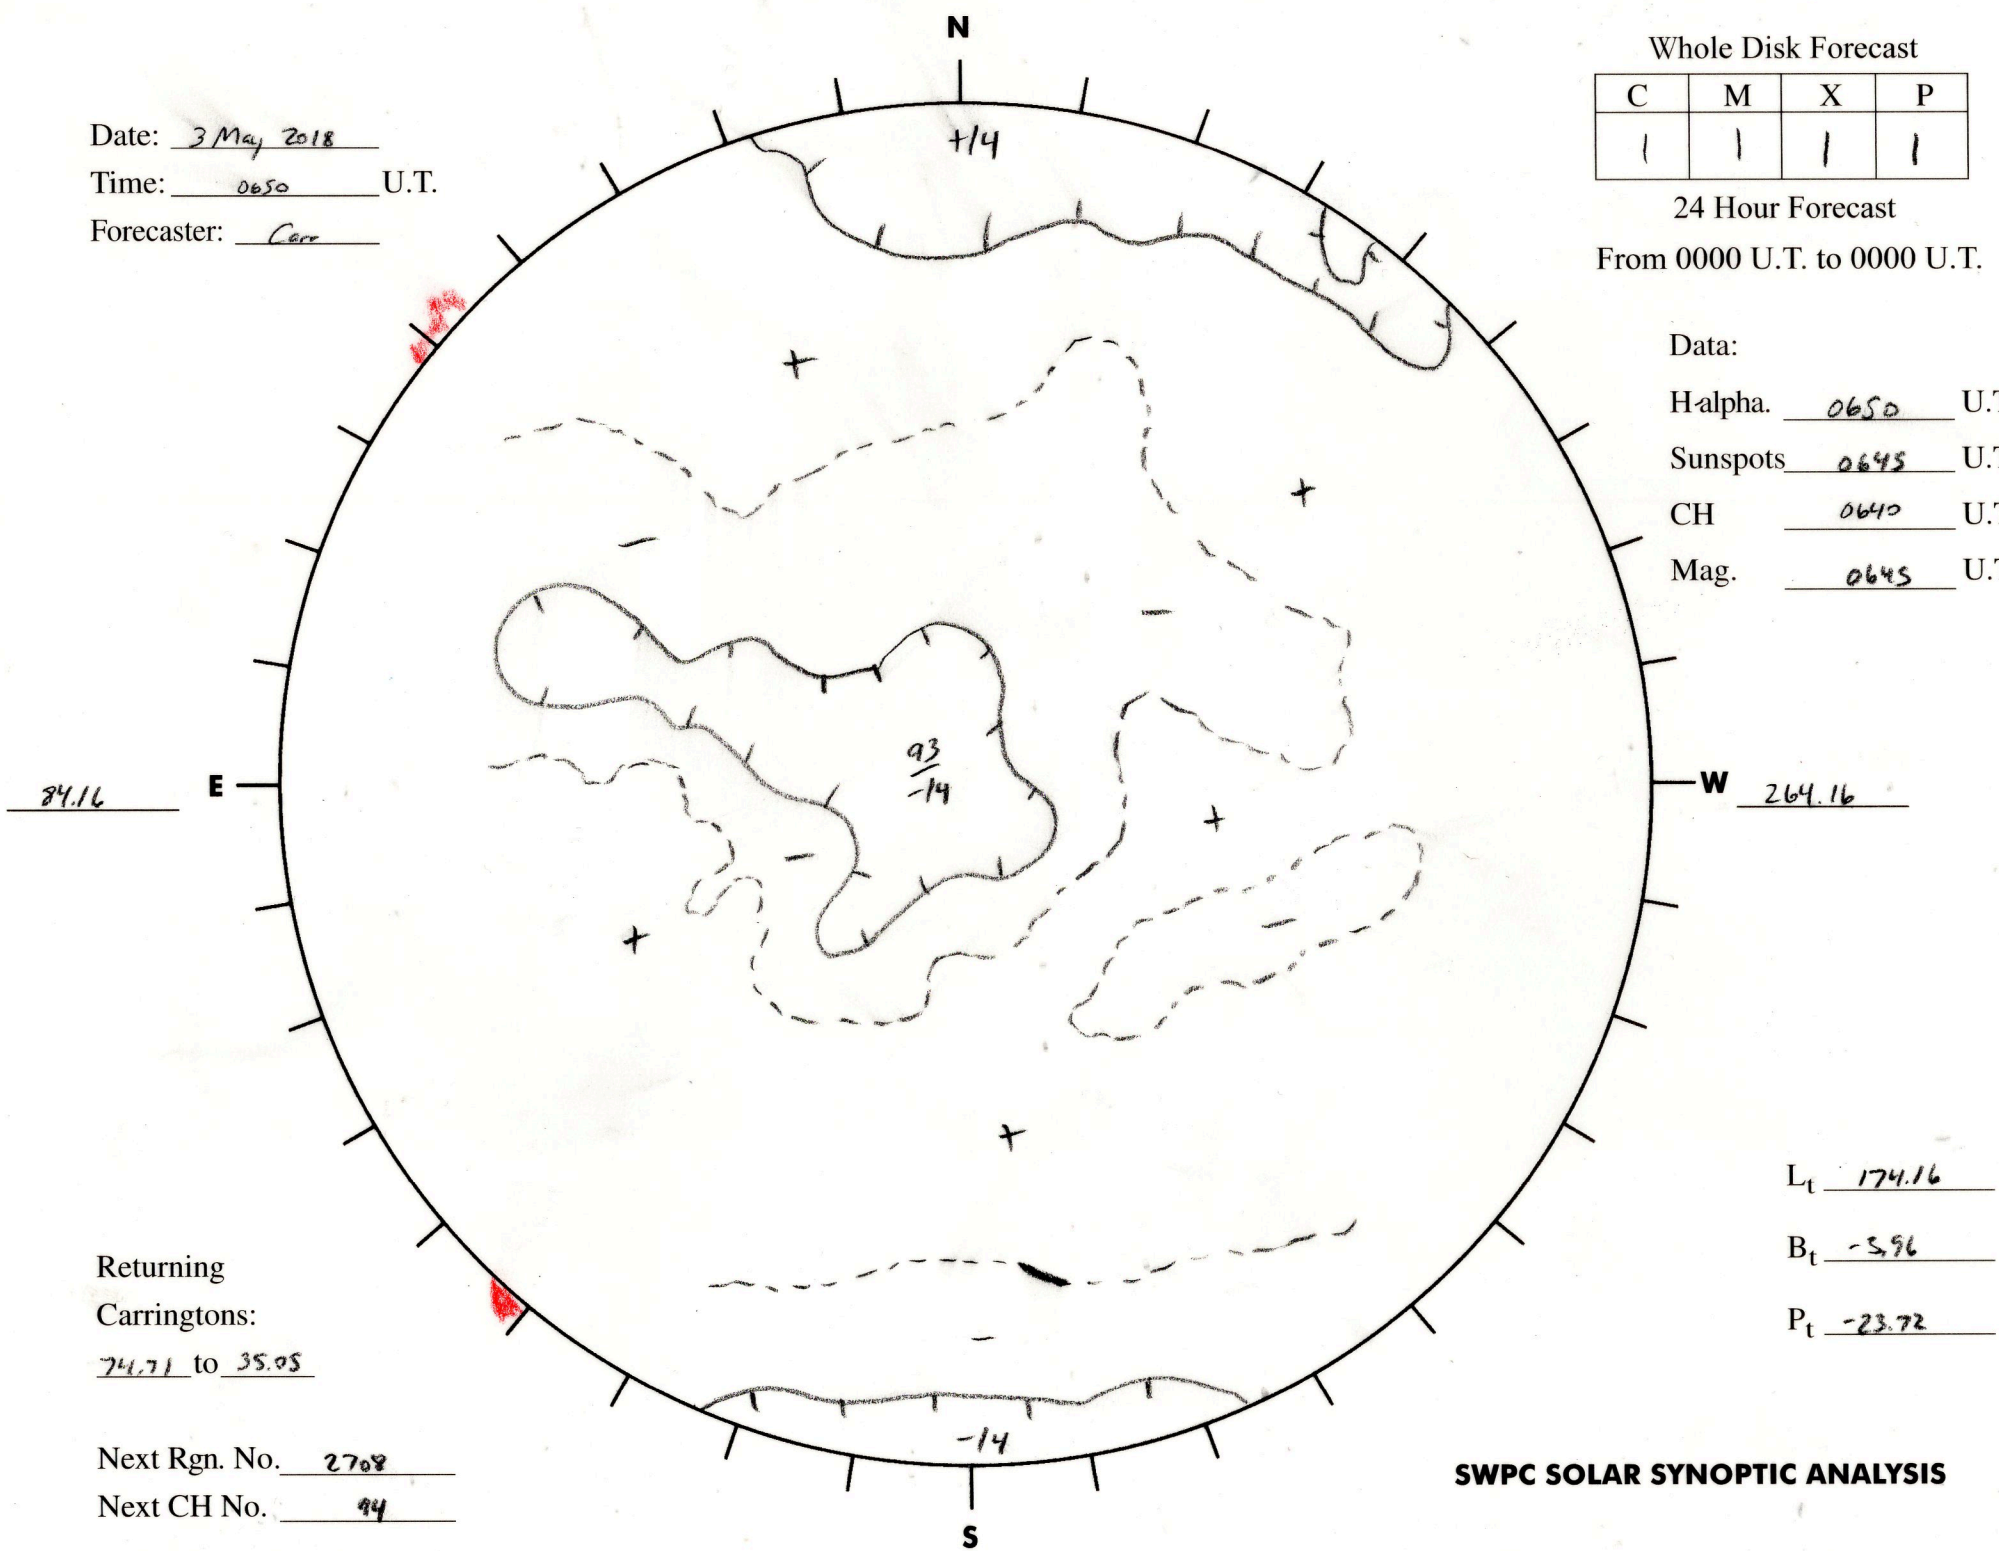 N
Whole Disk Forecast
C M X P
1 1 1 1
24 Hour Forecast
From 0000 U.T. to 0000 U.T.
Date: 3 May 2018
Time: 0650 U.T.
Forecaster: Carr
+/4
Data:
H-alpha. 0650 U.T
Sunspots 0645 U.T
CH 0640 U.T
Mag. 0645 U.T
+
+
-
-
93
-/4
84.16 E
W 264.16
+
-
+
-
+
Lt 174.16
Bt -3.96
Pt -23.72
Returning
Carringtons:
74.71 to 35.05
-
-/4
Next Rgn. No. 2708
Next CH No. 94
SWPC SOLAR SYNOPTIC ANALYSIS
S